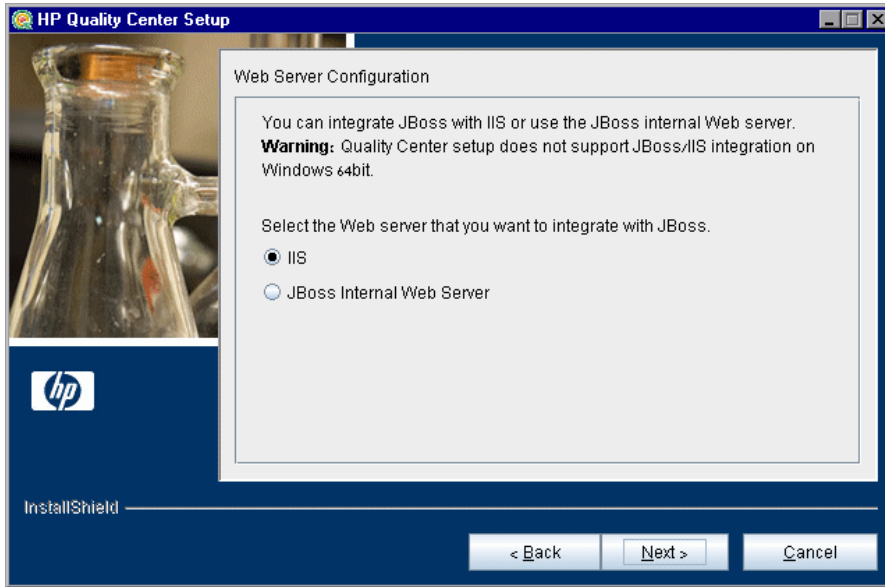 HP Quality Center Setup
Web Server Configuration
You can integrate JBoss with IIS or use the JBoss internal Web server.
Warning: Quality Center setup does not support JBoss/IIS integration on
Windows 64bit.
Select the Web server that you want to integrate with JBoss.
IIS
JBoss Internal Web Server
hp
InstallShield
< Back
Next >
Cancel